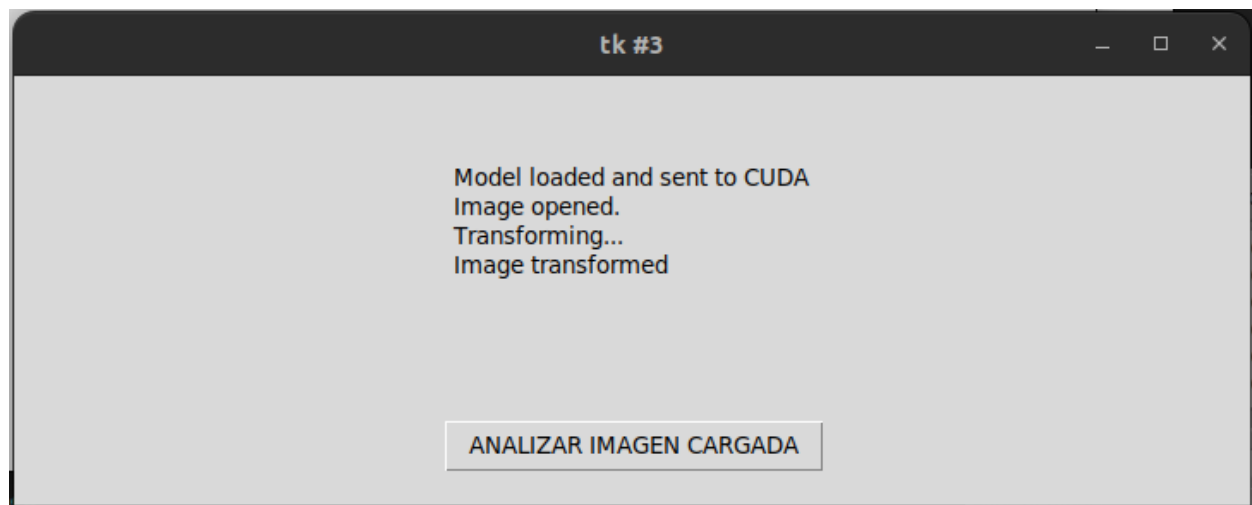 tk #3
Model loaded and sent to CUDA
Image opened.
Transforming...
Image transformed
ANALIZAR IMAGEN CARGADA